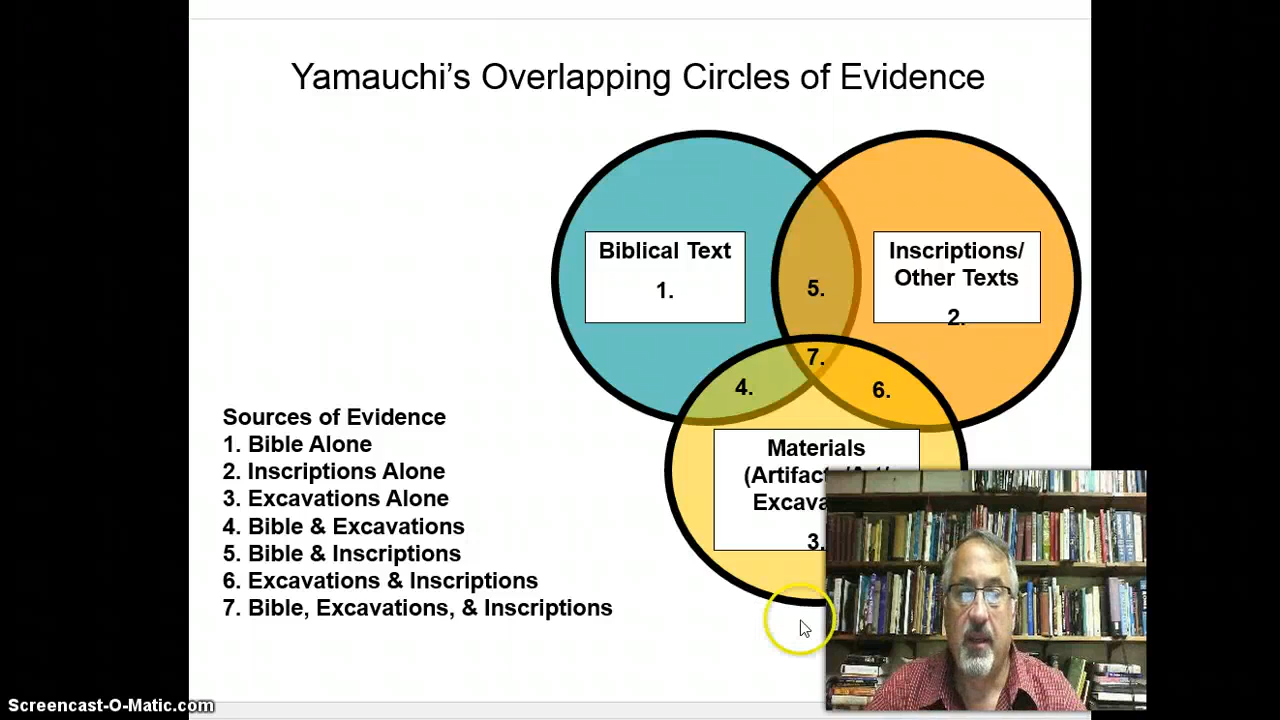 Yamauchi's Overlapping Circles of Evidence
Biblical Text
1.
Inscriptions/
Other Texts
2.
5.
7.
4.
6.
Materials
3.
Sources of Evidence
1. Bible Alone
2. Inscriptions Alone
3. Excavations Alone
4. Bible & Excavations
5. Bible & Inscriptions
6. Excavations & Inscriptions
7. Bible, Excavations, & Inscriptions
Screencast-O-Matic.com